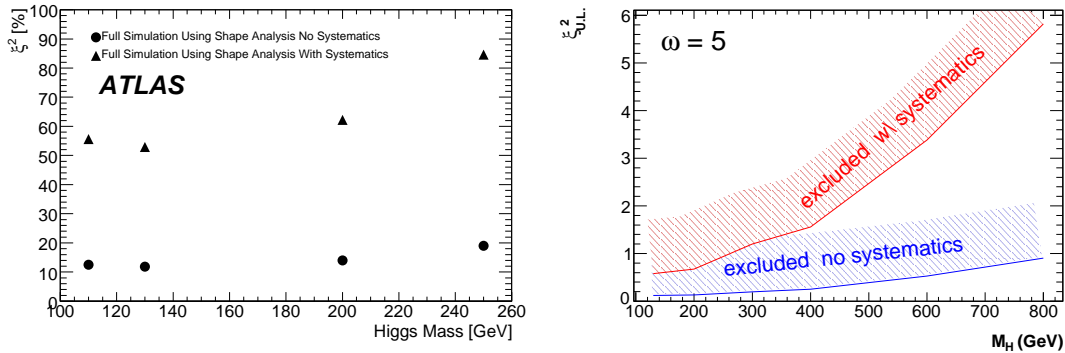 ξ² [%]
100
90
80
70
60
50
40
30
20
10
0
Full Simulation Using Shape Analysis No Systematics
Full Simulation Using Shape Analysis With Systematics
ATLAS
100 120 140 160 180 200 220 240 260
Higgs Mass [GeV]
ξ²U.L.
6
5
4
3
2
1
0
ω = 5
excluded w\ systematics
excluded no systematics
100 200 300 400 500 600 700 800
M_H (GeV)